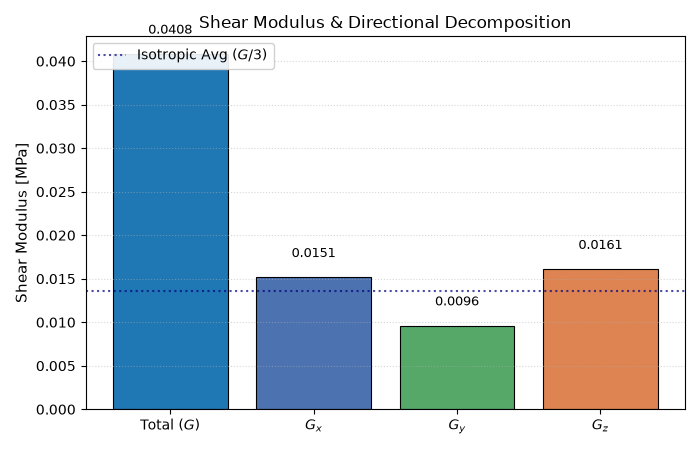 Shear Modulus & Directional Decomposition
0.0408
Isotropic Avg (G/3)
0.040
0.035
0.030
0.025
0.020
0.015
0.010
0.005
0.000
Shear Modulus [MPa]
0.0151
0.0096
0.0161
Total (G)
Gₓ
Gᵧ
G_z